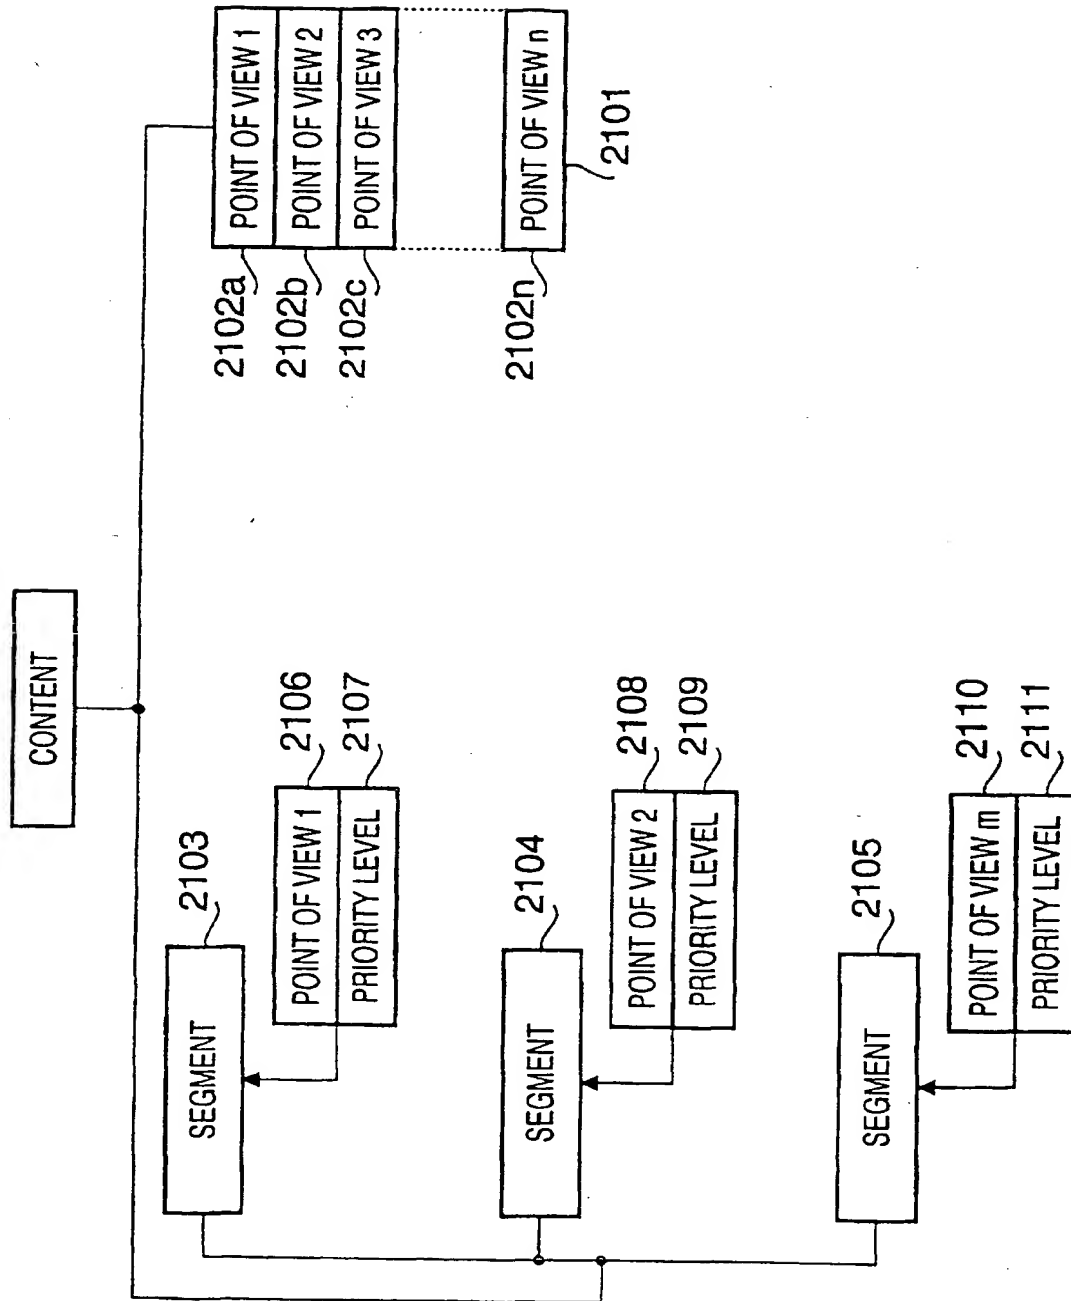 CONTENT
2103
SEGMENT
POINT OF VIEW 1
2106
PRIORITY LEVEL
2107
2104
SEGMENT
POINT OF VIEW 2
2108
PRIORITY LEVEL
2109
2105
SEGMENT
POINT OF VIEW m
2110
PRIORITY LEVEL
2111
2102a
POINT OF VIEW 1
2102b
POINT OF VIEW 2
2102c
POINT OF VIEW 3
2102n
POINT OF VIEW n
2101